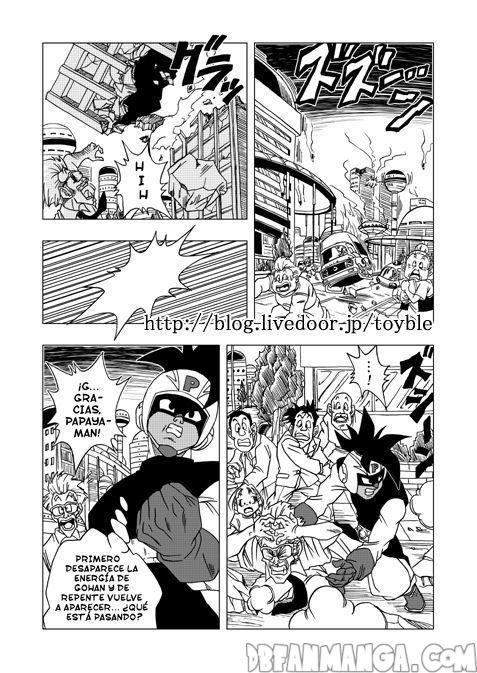 ズズズ...ン
グラッ
HIH
http://blog.livedoor.jp/toyble
...!
P
¡G...
GRA-
CIAS,
PAPAYA-
MAN!
PRIMERO
DESAPARECE LA
ENERGÍA DE
GOHAN Y DE
REPENTE VUELVE
A APARECER... ¿QUÉ
ESTÁ PASANDO?
DBFANMANGA.COM